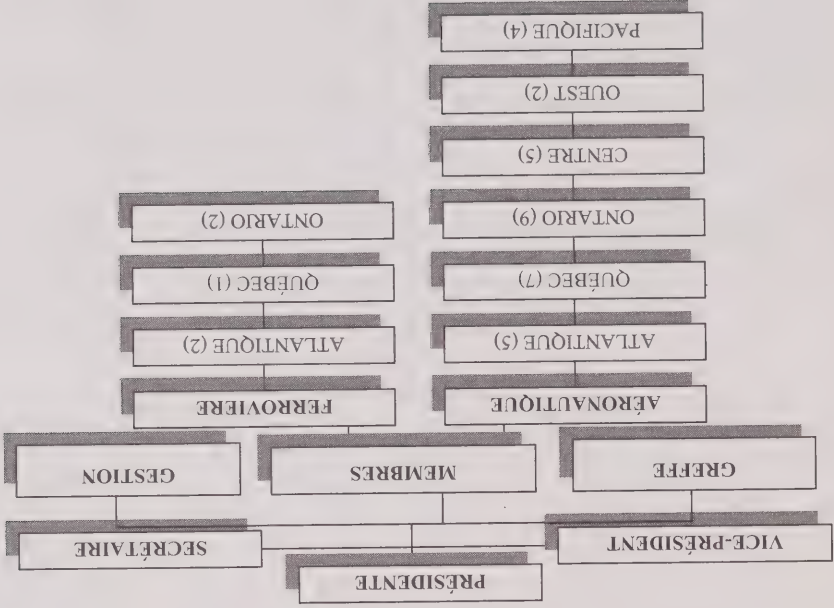 PRÉSIDENTE
VICE-PRÉSIDENT
SECRÉTAIRE
GREFFE
MEMBRES
GESTION
AÉRONAUTIQUE
ATLANTIQUE (5)
QUÉBEC (7)
ONTARIO (9)
CENTRE (5)
OUEST (2)
PACIFIQUE (4)
FERROVIERE
ATLANTIQUE (2)
QUÉBEC (1)
ONTARIO (2)